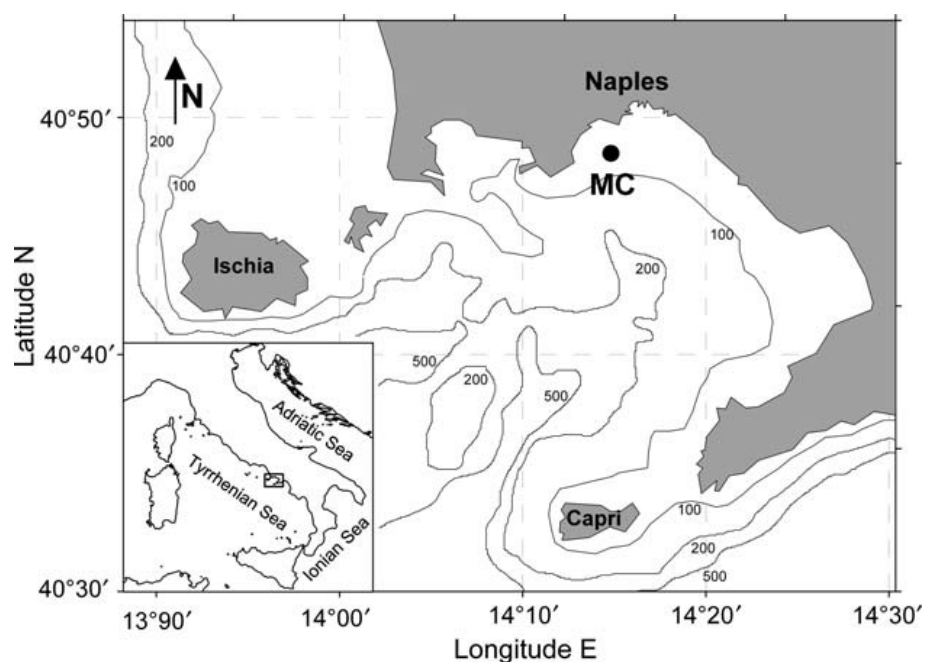 Naples
N
MC
200
100
100
Ischia
200
500
200
500
Adriatic Sea
Tyrrhenian Sea
Ionian Sea
Capri
100
200
500
40°50′
40°40′
40°30′
Latitude N
13°90′
14°00′
14°10′
14°20′
14°30′
Longitude E